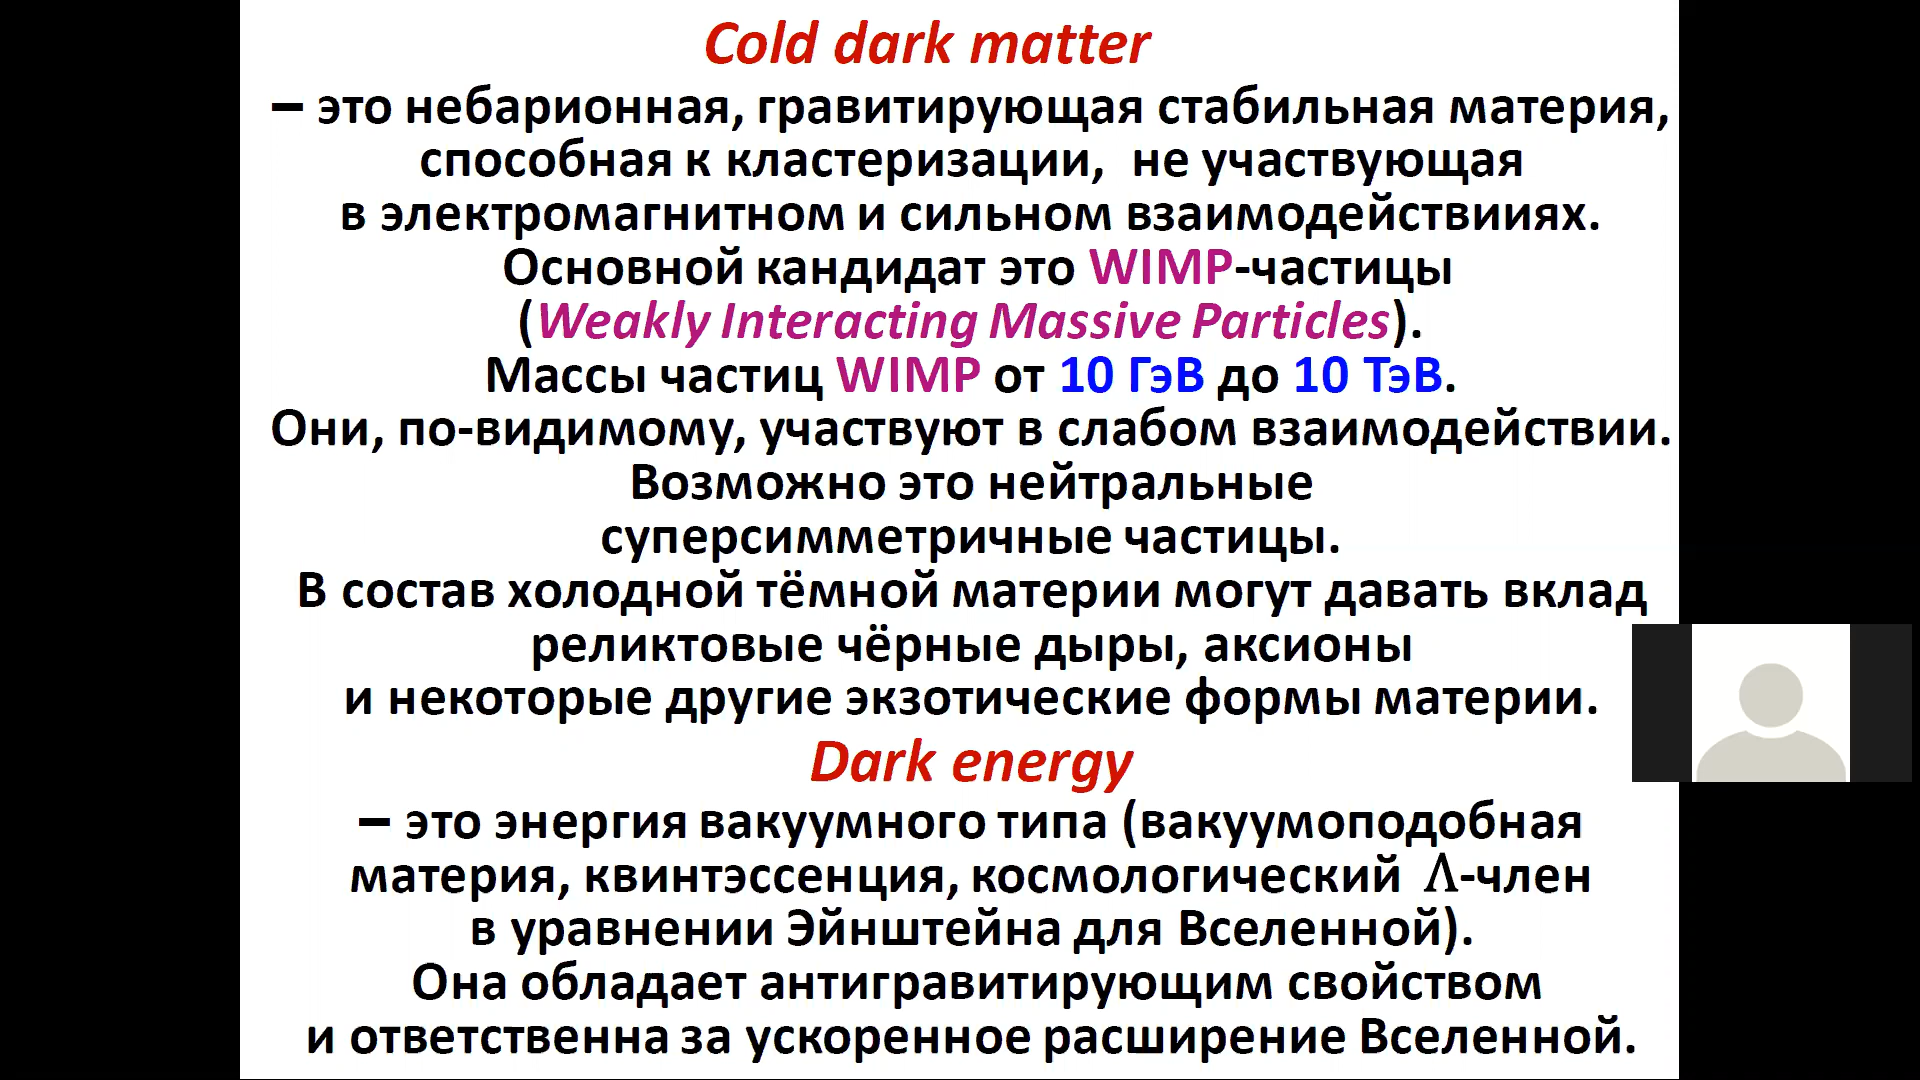 Cold dark matter
– это небарионная, гравитирующая стабильная материя,
способная к кластеризации, не участвующая
в электромагнитном и сильном взаимодействииях.
Основной кандидат это WIMP-частицы
(Weakly Interacting Massive Particles).
Массы частиц WIMP от 10 ГэВ до 10 ТэВ.
Они, по-видимому, участвуют в слабом взаимодействии.
Возможно это нейтральные
суперсимметричные частицы.
В состав холодной тёмной материи могут давать вклад
реликтовые чёрные дыры, аксионы
и некоторые другие экзотические формы материи.
Dark energy
– это энергия вакуумного типа (вакуумоподобная
материя, квинтэссенция, космологический Λ-член
в уравнении Эйнштейна для Вселенной).
Она обладает антигравитирующим свойством
и ответственна за ускоренное расширение Вселенной.